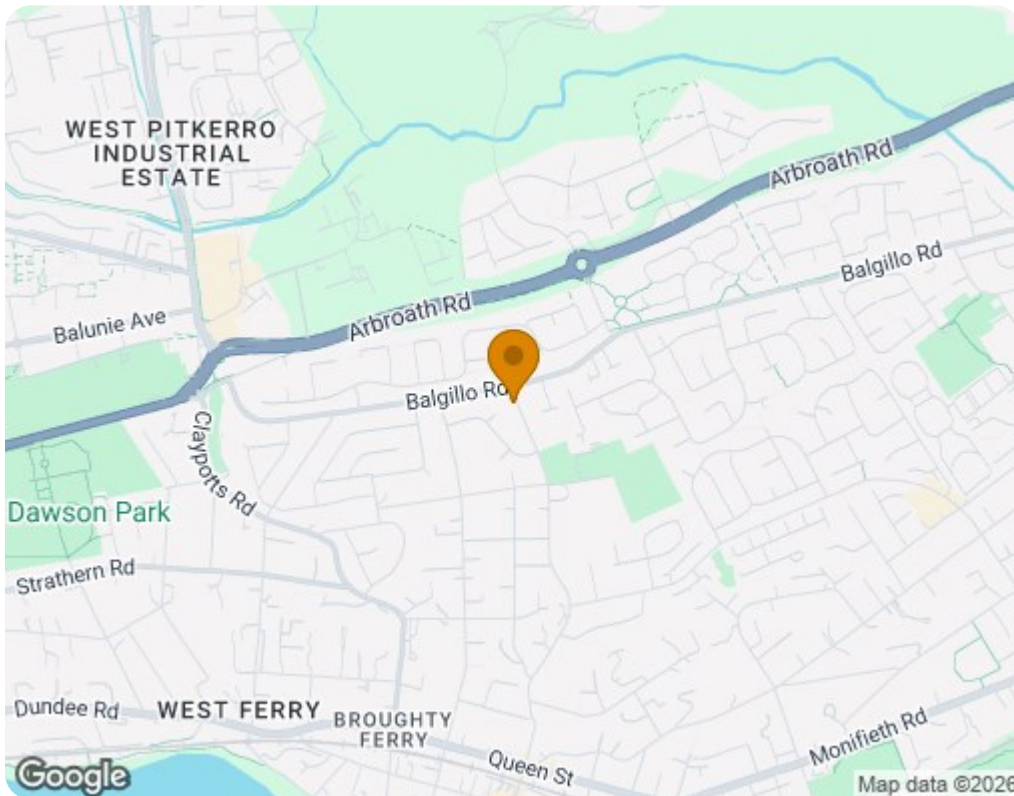 WEST PITKERRO
INDUSTRIAL
ESTATE
Arbroath Rd
Balgillo Rd
Arbroath Rd
Balunie Ave
Balgillo Rd
Claypotts Rd
Dawson Park
Strathern Rd
Dundee Rd
WEST FERRY
BROUGHTY
FERRY
Monifieth Rd
Queen St
Google
Map data ©2026